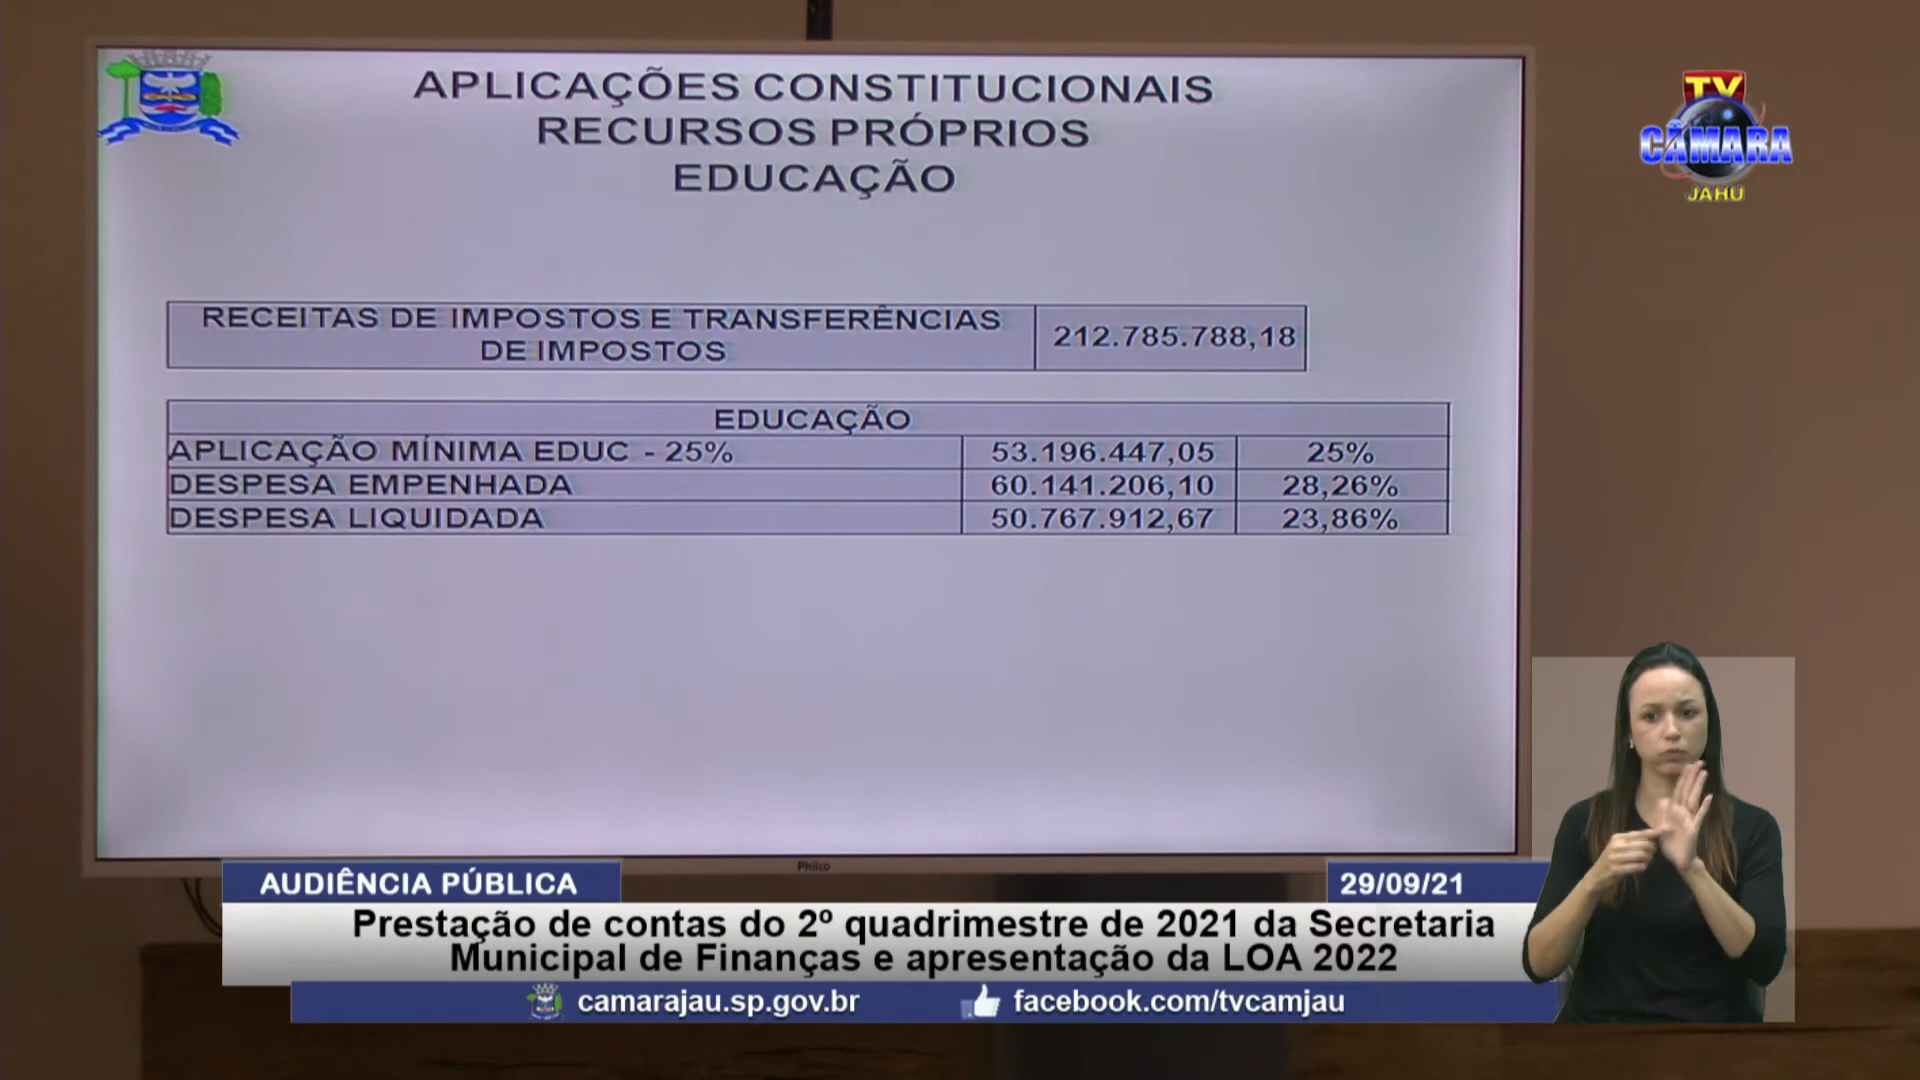 APLICAÇÕES CONSTITUCIONAIS
RECURSOS PRÓPRIOS
EDUCAÇÃO
TV
CÂMARA
JAHU
RECEITAS DE IMPOSTOS E TRANSFERÊNCIAS
DE IMPOSTOS
212.785.788,18
EDUCAÇÃO
APLICAÇÃO MÍNIMA EDUC - 25% 53.196.447,05 25%
DESPESA EMPENHADA 60.141.206,10 28,26%
DESPESA LIQUIDADA 50.767.912,67 23,86%
Philco
AUDIÊNCIA PÚBLICA
29/09/21
Prestação de contas do 2º quadrimestre de 2021 da Secretaria
Municipal de Finanças e apresentação da LOA 2022
camarajau.sp.gov.br facebook.com/tvcamjau